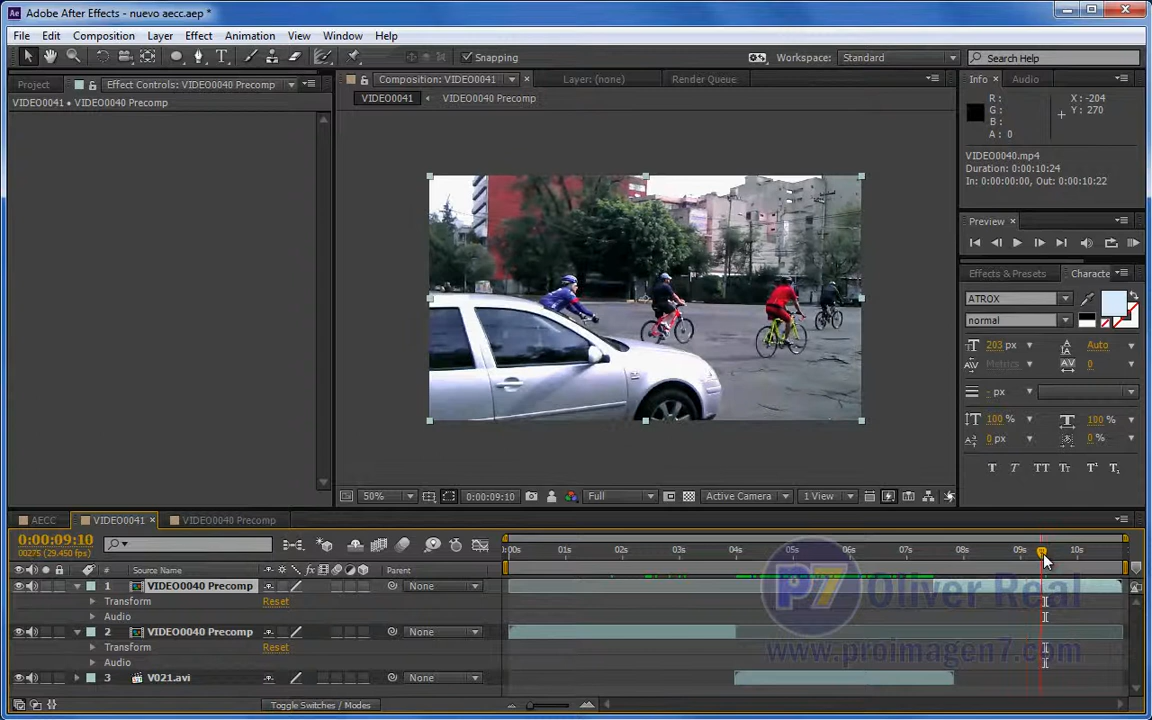 Adobe After Effects - nuevo aecc.aep *
File Edit Composition Layer Effect Animation View Window Help
Snapping Workspace: Standard Search Help
Project Effect Controls: VIDEO0040 Precomp Composition: VIDEO0041 Layer: (none) Render Queue Info Audio
VIDEO0041 • VIDEO0040 Precomp VIDEO0041 VIDEO0040 Precomp
R: X: -204
G: Y: 270
B:
A: 0
VIDEO0040.mp4
Duration: 0:00:10:24
In: 0:00:00:00, Out: 0:00:10:22
Preview
Effects & Presets Characte
ATROX
normal
203 px Auto
Metrics 0
- px
100 % 100 %
0 px 0 %
T T TT Tт T¹ T₁
50% 0:00:09:10 Full Active Camera 1 View
AECC VIDEO0041 VIDEO0040 Precomp
0:00:09:10
00275 (29.450 fps)
:00s 01s 02s 03s 04s 05s 06s 07s 08s 09s 10s
# Source Name Parent
1 VIDEO0040 Precomp None
Transform Reset
Audio
2 VIDEO0040 Precomp None
Transform Reset
Audio
3 V021.avi None
Toggle Switches / Modes
P7 Oliver Real
www.proimagen7.com